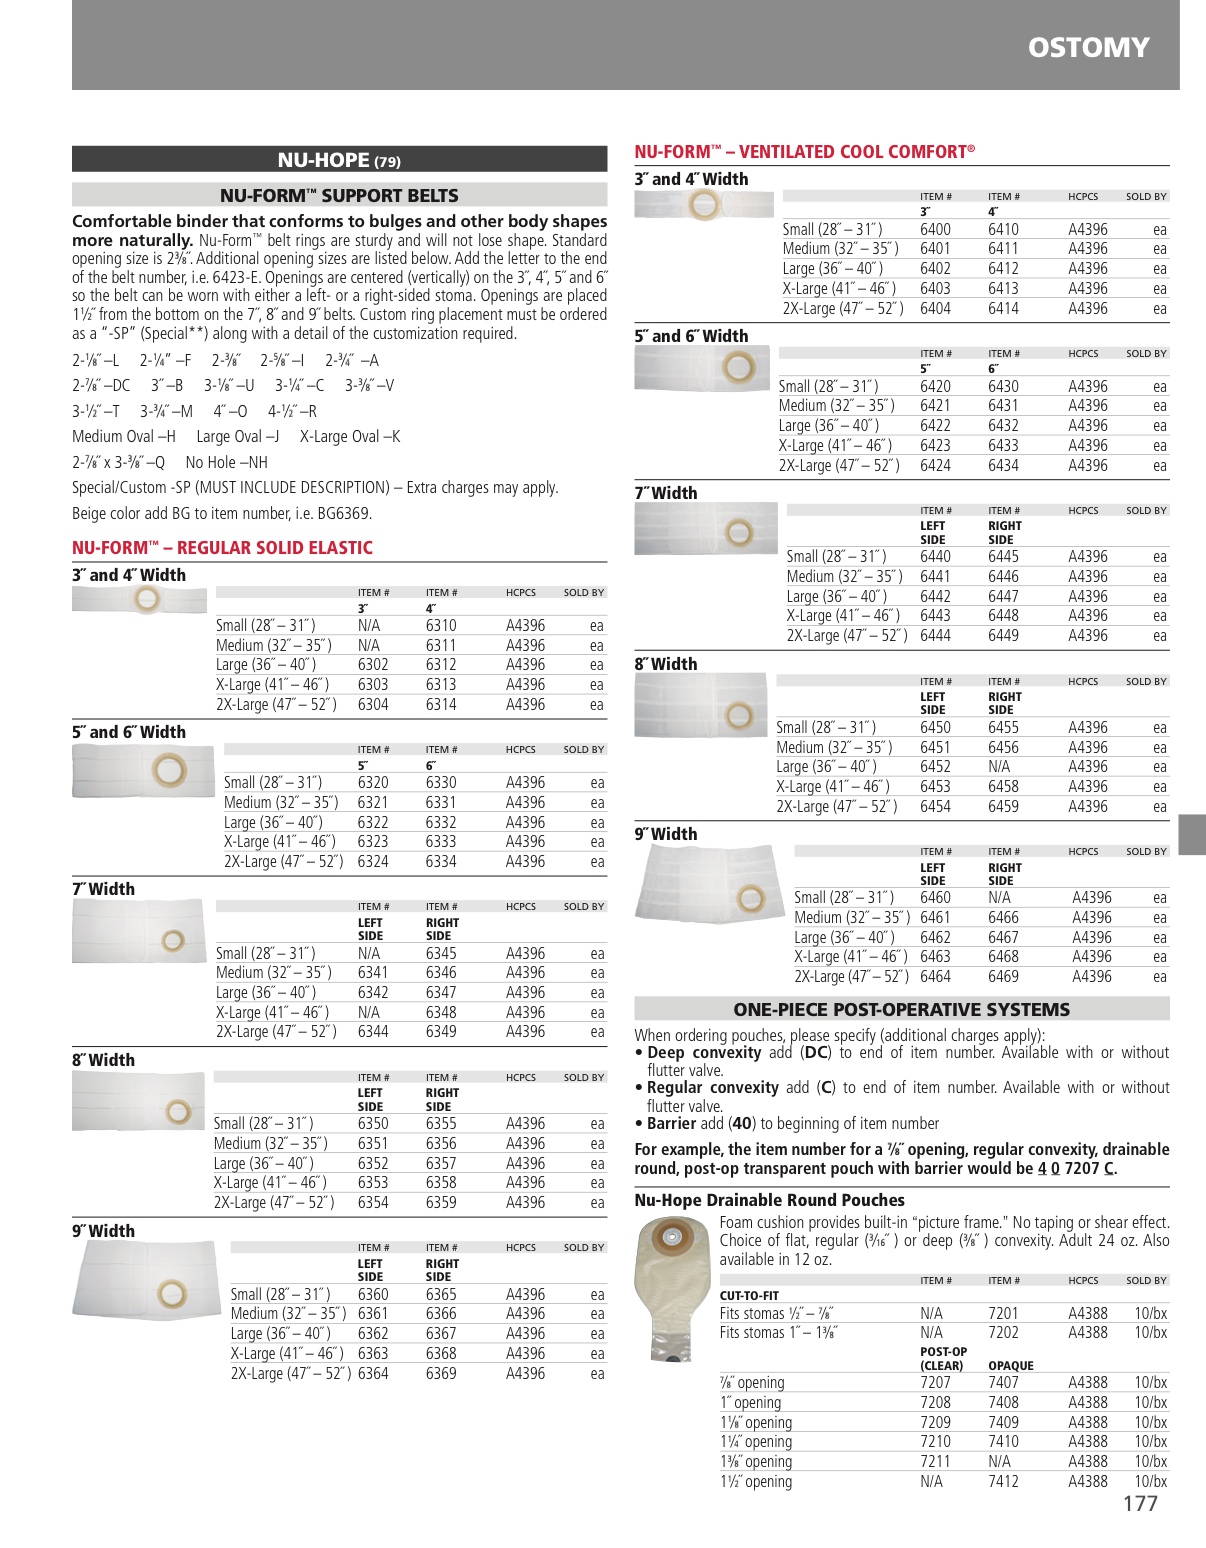 OSTOMY
NU-HOPE (79)
NU-FORM™ SUPPORT BELTS
Comfortable binder that conforms to bulges and other body shapes
more naturally. Nu-Form™ belt rings are sturdy and will not lose shape. Standard
opening size is 2⅜˝. Additional opening sizes are listed below. Add the letter to the end
of the belt number, i.e. 6423-E. Openings are centered (vertically) on the 3˝, 4˝, 5˝ and 6˝
so the belt can be worn with either a left- or a right-sided stoma. Openings are placed
1½˝ from the bottom on the 7˝, 8˝ and 9˝ belts. Custom ring placement must be ordered
as a “-SP” (Special**) along with a detail of the customization required.
2-⅛˝ –L 2-¼” –F 2-⅜˝ 2-⅝˝ –I 2-¾˝ –A
2-⅞˝ –DC 3˝ –B 3-⅛˝ –U 3-¼˝ –C 3-⅜˝ –V
3-½˝ –T 3-¾˝ –M 4˝ –O 4-½˝ –R
Medium Oval –H Large Oval –J X-Large Oval –K
2-⅞˝ x 3-⅜˝ –Q No Hole –NH
Special/Custom -SP (MUST INCLUDE DESCRIPTION) – Extra charges may apply.
Beige color add BG to item number, i.e. BG6369.
NU-FORM™ – REGULAR SOLID ELASTIC
3˝ and 4˝ Width
ITEM # ITEM # HCPCS SOLD BY
3˝ 4˝
Small (28˝ – 31˝ ) N/A 6310 A4396 ea
Medium (32˝ – 35˝ ) N/A 6311 A4396 ea
Large (36˝ – 40˝ ) 6302 6312 A4396 ea
X-Large (41˝ – 46˝ ) 6303 6313 A4396 ea
2X-Large (47˝ – 52˝ ) 6304 6314 A4396 ea
5˝ and 6˝ Width
ITEM # ITEM # HCPCS SOLD BY
5˝ 6˝
Small (28˝ – 31˝) 6320 6330 A4396 ea
Medium (32˝ – 35˝) 6321 6331 A4396 ea
Large (36˝ – 40˝) 6322 6332 A4396 ea
X-Large (41˝ – 46˝) 6323 6333 A4396 ea
2X-Large (47˝ – 52˝) 6324 6334 A4396 ea
7˝ Width
ITEM # ITEM # HCPCS SOLD BY
LEFT RIGHT
SIDE SIDE
Small (28˝ – 31˝ ) N/A 6345 A4396 ea
Medium (32˝ – 35˝ ) 6341 6346 A4396 ea
Large (36˝ – 40˝ ) 6342 6347 A4396 ea
X-Large (41˝ – 46˝ ) N/A 6348 A4396 ea
2X-Large (47˝ – 52˝ ) 6344 6349 A4396 ea
8˝ Width
ITEM # ITEM # HCPCS SOLD BY
LEFT RIGHT
SIDE SIDE
Small (28˝ – 31˝ ) 6350 6355 A4396 ea
Medium (32˝ – 35˝ ) 6351 6356 A4396 ea
Large (36˝ – 40˝ ) 6352 6357 A4396 ea
X-Large (41˝ – 46˝ ) 6353 6358 A4396 ea
2X-Large (47˝ – 52˝ ) 6354 6359 A4396 ea
9˝ Width
ITEM # ITEM # HCPCS SOLD BY
LEFT RIGHT
SIDE SIDE
Small (28˝ – 31˝ ) 6360 6365 A4396 ea
Medium (32˝ – 35˝ ) 6361 6366 A4396 ea
Large (36˝ – 40˝ ) 6362 6367 A4396 ea
X-Large (41˝ – 46˝ ) 6363 6368 A4396 ea
2X-Large (47˝ – 52˝ ) 6364 6369 A4396 ea
NU-FORM™ – VENTILATED COOL COMFORT®
3˝ and 4˝ Width
ITEM # ITEM # HCPCS SOLD BY
3˝ 4˝
Small (28˝ – 31˝ ) 6400 6410 A4396 ea
Medium (32˝ – 35˝ ) 6401 6411 A4396 ea
Large (36˝ – 40˝ ) 6402 6412 A4396 ea
X-Large (41˝ – 46˝ ) 6403 6413 A4396 ea
2X-Large (47˝ – 52˝ ) 6404 6414 A4396 ea
5˝ and 6˝ Width
ITEM # ITEM # HCPCS SOLD BY
5˝ 6˝
Small (28˝ – 31˝ ) 6420 6430 A4396 ea
Medium (32˝ – 35˝ ) 6421 6431 A4396 ea
Large (36˝ – 40˝ ) 6422 6432 A4396 ea
X-Large (41˝ – 46˝ ) 6423 6433 A4396 ea
2X-Large (47˝ – 52˝ ) 6424 6434 A4396 ea
7˝ Width
ITEM # ITEM # HCPCS SOLD BY
LEFT RIGHT
SIDE SIDE
Small (28˝ – 31˝ ) 6440 6445 A4396 ea
Medium (32˝ – 35˝ ) 6441 6446 A4396 ea
Large (36˝ – 40˝ ) 6442 6447 A4396 ea
X-Large (41˝ – 46˝ ) 6443 6448 A4396 ea
2X-Large (47˝ – 52˝ ) 6444 6449 A4396 ea
8˝ Width
ITEM # ITEM # HCPCS SOLD BY
LEFT RIGHT
SIDE SIDE
Small (28˝ – 31˝ ) 6450 6455 A4396 ea
Medium (32˝ – 35˝ ) 6451 6456 A4396 ea
Large (36˝ – 40˝ ) 6452 N/A A4396 ea
X-Large (41˝ – 46˝ ) 6453 6458 A4396 ea
2X-Large (47˝ – 52˝ ) 6454 6459 A4396 ea
9˝ Width
ITEM # ITEM # HCPCS SOLD BY
LEFT RIGHT
SIDE SIDE
Small (28˝ – 31˝ ) 6460 N/A A4396 ea
Medium (32˝ – 35˝ ) 6461 6466 A4396 ea
Large (36˝ – 40˝ ) 6462 6467 A4396 ea
X-Large (41˝ – 46˝ ) 6463 6468 A4396 ea
2X-Large (47˝ – 52˝ ) 6464 6469 A4396 ea
ONE-PIECE POST-OPERATIVE SYSTEMS
When ordering pouches, please specify (additional charges apply):
• Deep convexity add (DC) to end of item number. Available with or without
flutter valve.
• Regular convexity add (C) to end of item number. Available with or without
flutter valve.
• Barrier add (40) to beginning of item number
For example, the item number for a ⅞˝ opening, regular convexity, drainable
round, post-op transparent pouch with barrier would be 4 0 7207 C.
Nu-Hope Drainable Round Pouches
Foam cushion provides built-in “picture frame.” No taping or shear effect.
Choice of flat, regular (3⁄16˝ ) or deep (⅜˝ ) convexity. Adult 24 oz. Also
available in 12 oz.
ITEM # ITEM # HCPCS SOLD BY
CUT-TO-FIT
Fits stomas ½˝ – ⅞˝ N/A 7201 A4388 10/bx
Fits stomas 1˝ – 1⅜˝ N/A 7202 A4388 10/bx
POST-OP
(CLEAR) OPAQUE
⅞˝ opening 7207 7407 A4388 10/bx
1˝ opening 7208 7408 A4388 10/bx
1⅛˝ opening 7209 7409 A4388 10/bx
1¼˝ opening 7210 7410 A4388 10/bx
1⅜˝ opening 7211 N/A A4388 10/bx
1½˝ opening N/A 7412 A4388 10/bx
177